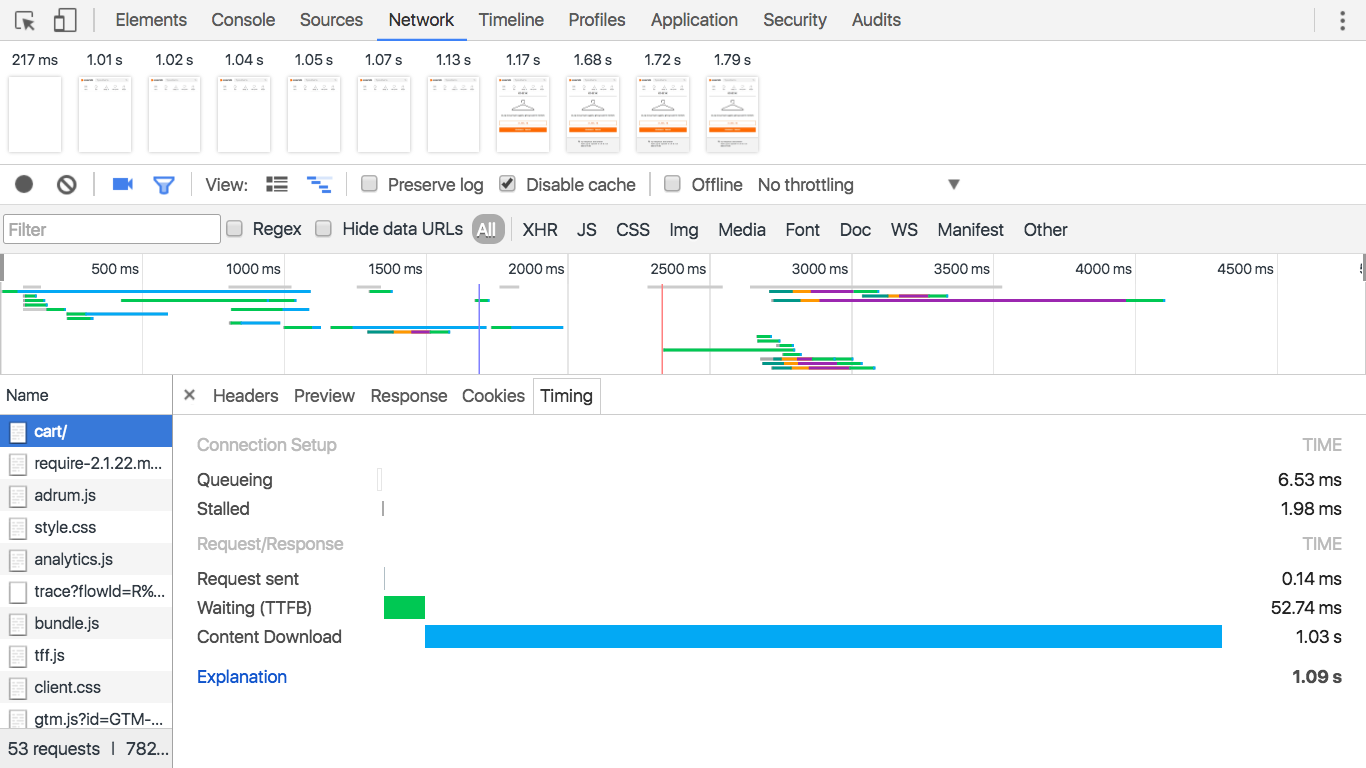 Elements Console Sources Network Timeline Profiles Application Security Audits
217 ms 1.01 s 1.02 s 1.04 s 1.05 s 1.07 s 1.13 s 1.17 s 1.68 s 1.72 s 1.79 s
View: Preserve log Disable cache Offline No throttling
Filter Regex Hide data URLs All XHR JS CSS Img Media Font Doc WS Manifest Other
500 ms 1000 ms 1500 ms 2000 ms 2500 ms 3000 ms 3500 ms 4000 ms 4500 ms
Name
cart/
require-2.1.22.m...
adrum.js
style.css
analytics.js
trace?flowId=R%...
bundle.js
tff.js
client.css
gtm.js?id=GTM-...
53 requests | 782...
× Headers Preview Response Cookies Timing
Connection Setup TIME
Queueing 6.53 ms
Stalled 1.98 ms
Request/Response TIME
Request sent 0.14 ms
Waiting (TTFB) 52.74 ms
Content Download 1.03 s
Explanation 1.09 s